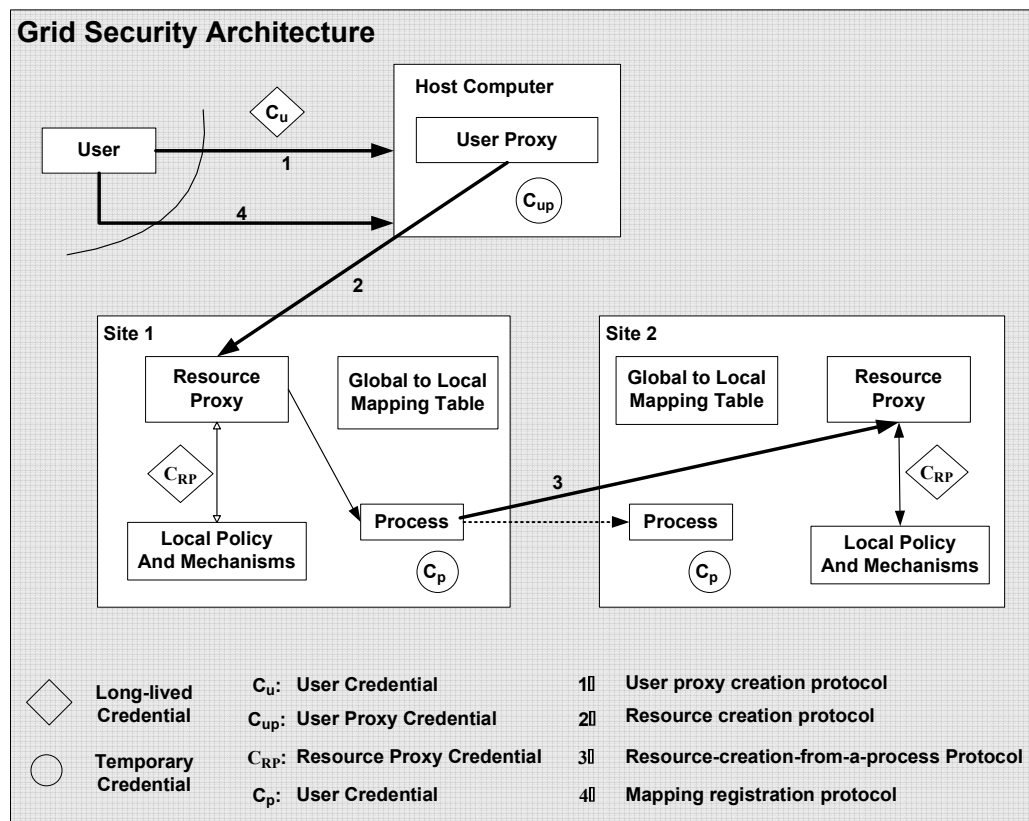 Grid Security Architecture
Host Computer
Cu
User
User Proxy
1
Cup
4
2
Site 1
Site 2
Resource
Proxy
Global to Local
Mapping Table
Global to Local
Mapping Table
Resource
Proxy
CRP
CRP
3
Process
Process
Local Policy
And Mechanisms
Local Policy
And Mechanisms
Cp
Cp
Long-lived
Credential
Temporary
Credential
Cu: User Credential
Cup: User Proxy Credential
CRP: Resource Proxy Credential
Cp: User Credential
1▯ User proxy creation protocol
2▯ Resource creation protocol
3▯ Resource-creation-from-a-process Protocol
4▯ Mapping registration protocol